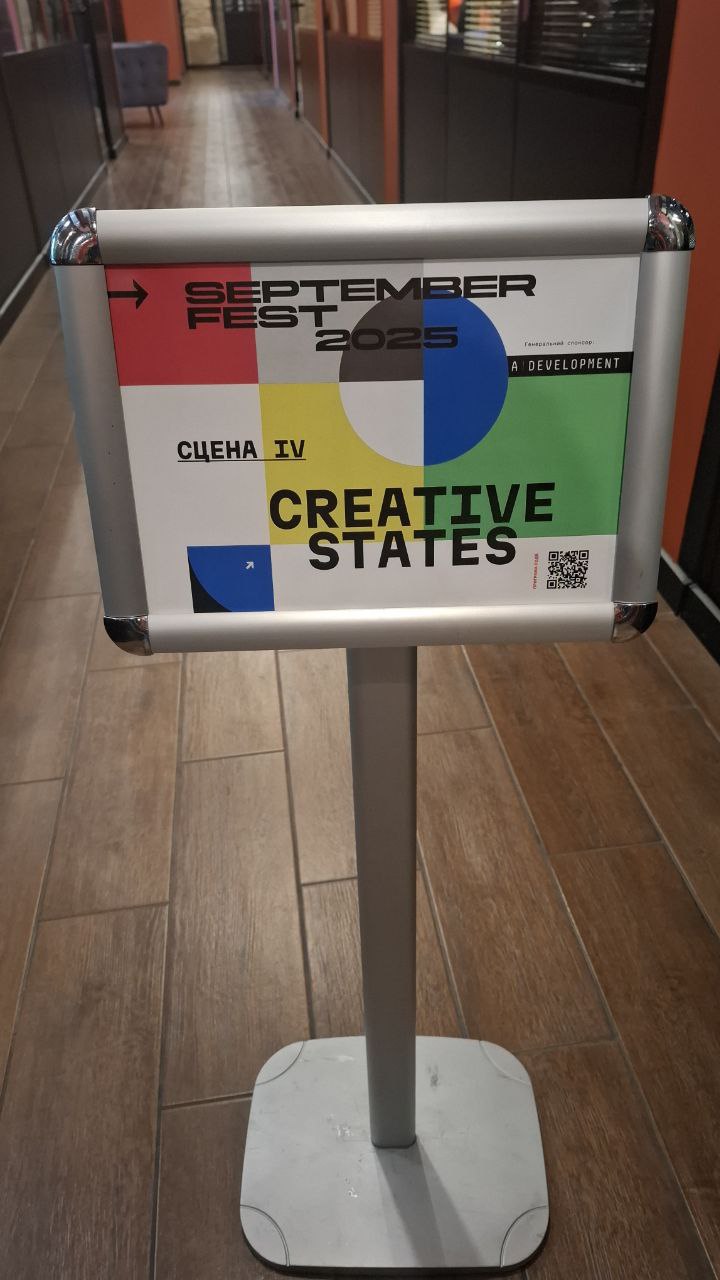 SEPTEMBER
FEST
2025
Генеральний спонсор:
A DEVELOPMENT
СЦЕНА IV
CREATIVE
STATES